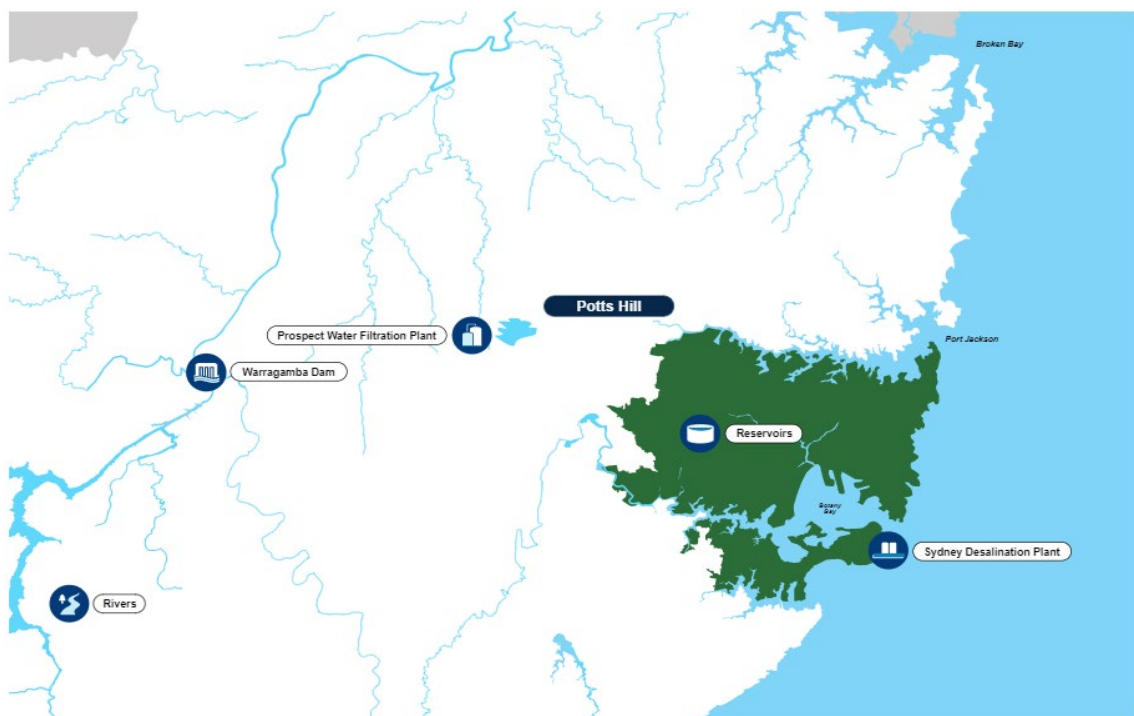 Broken Bay
Potts Hill
Prospect Water Filtration Plant
Port Jackson
Warragamba Dam
Reservoirs
Botany
Bay
Sydney Desalination Plant
Rivers